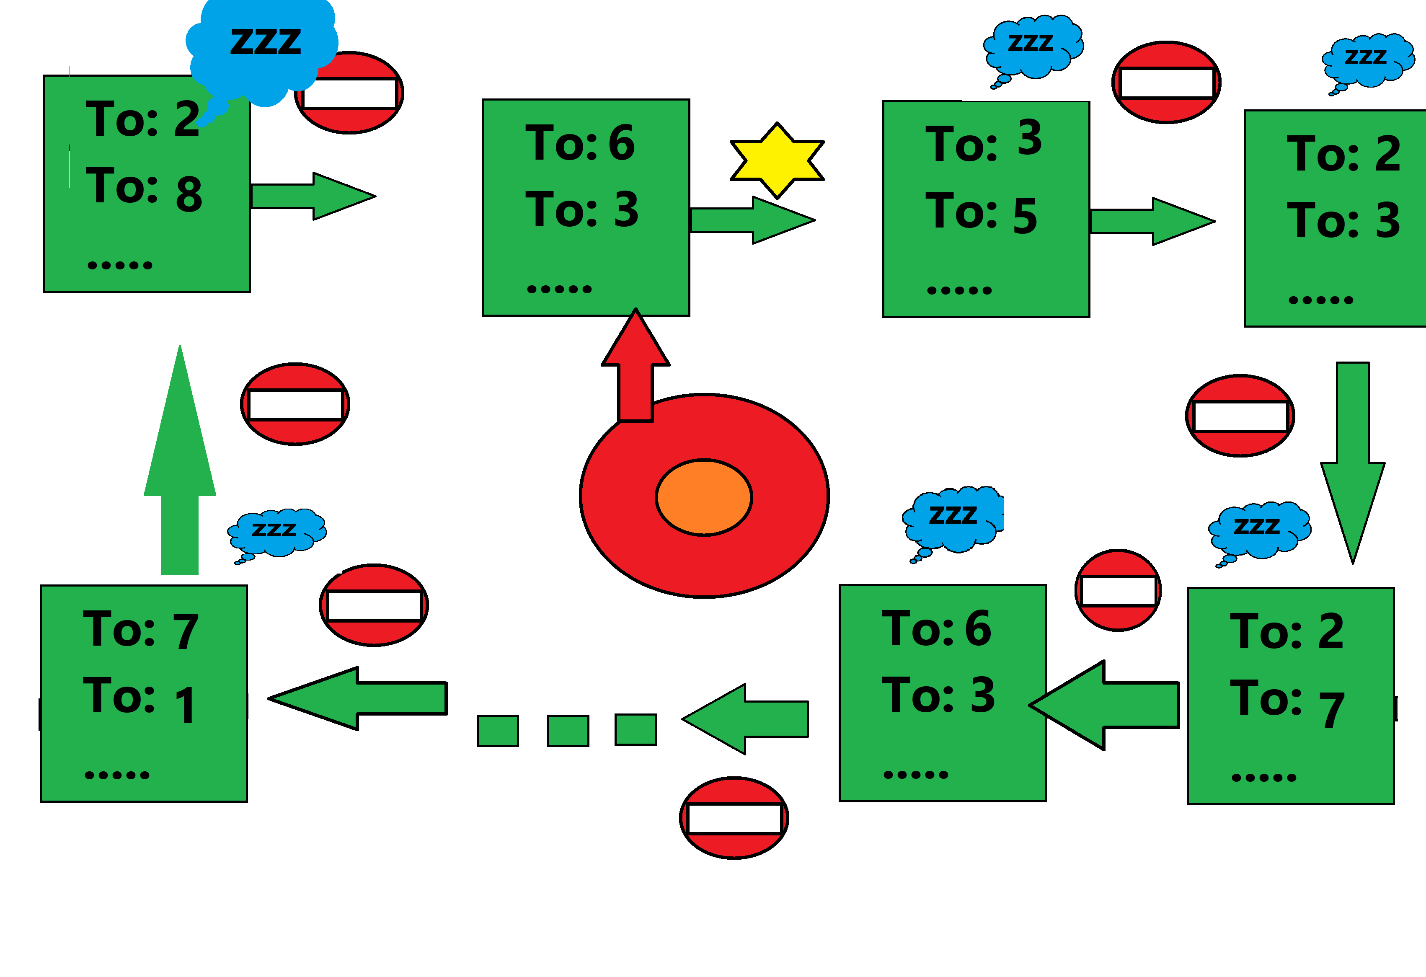 zzz
To: 2
To: 8
.....
To: 6
To: 3
.....
zzz
To: 3
To: 5
.....
zzz
To: 2
To: 3
.....
zzz
To: 7
To: 1
.....
zzz
To: 6
To: 3
.....
zzz
To: 2
To: 7
.....